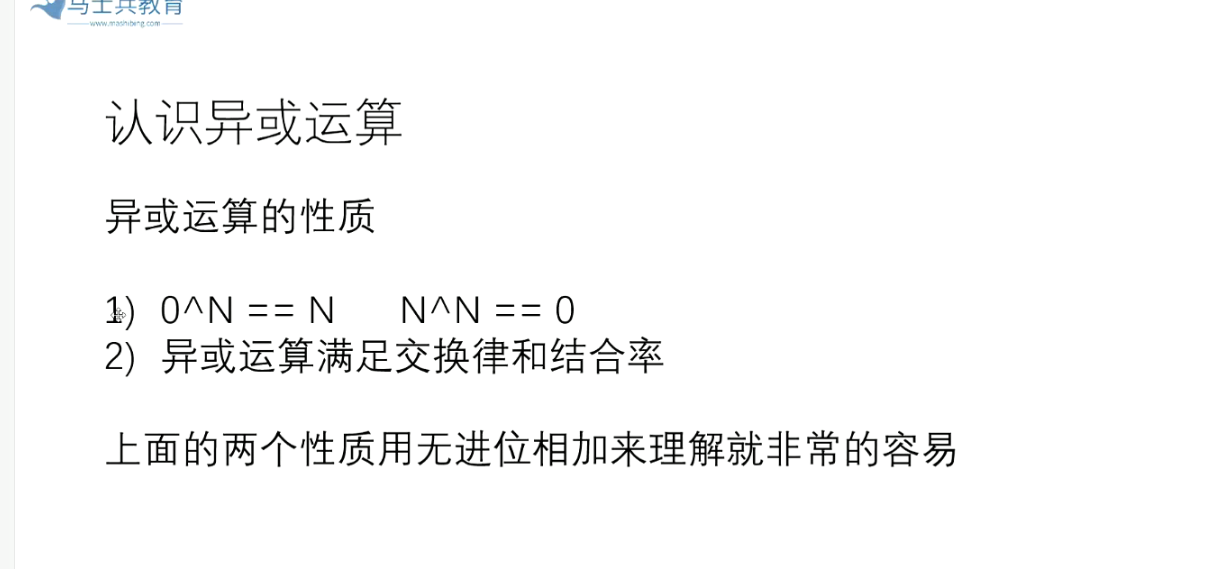 马士兵教育
www.mashibing.com
认识异或运算
异或运算的性质
1) 0^N == N N^N == 0
2) 异或运算满足交换律和结合率
上面的两个性质用无进位相加来理解就非常的容易